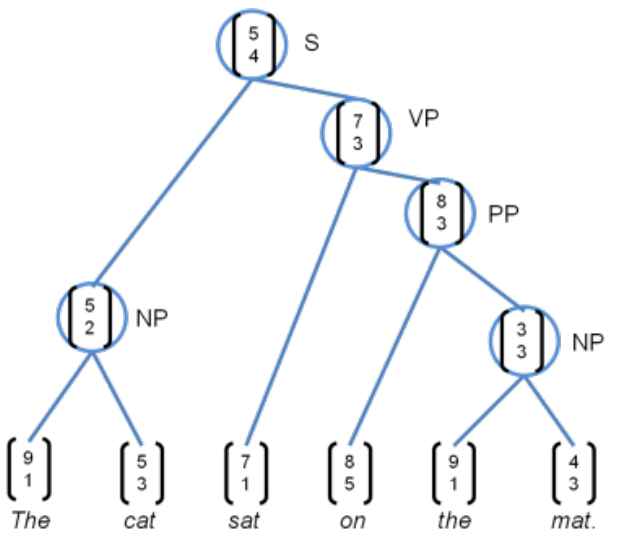 5 S
4
7 VP
3
8 PP
3
5 NP
2
3 NP
3
9 5 7 8 9 4
1 3 1 5 1 3
The cat sat on the mat.